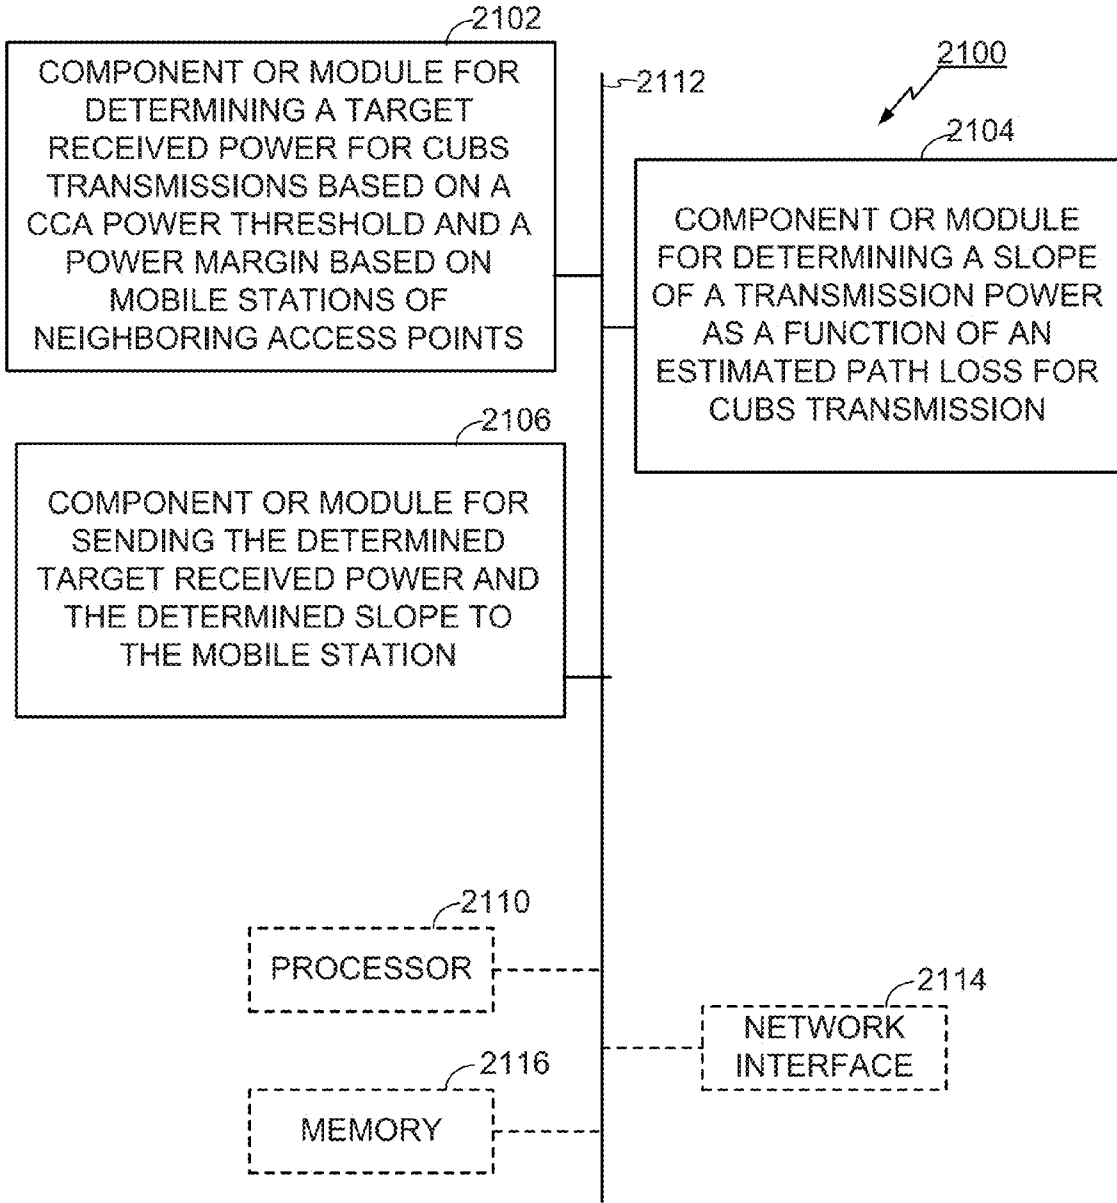 2102
COMPONENT OR MODULE FOR
DETERMINING A TARGET
RECEIVED POWER FOR CUBS
TRANSMISSIONS BASED ON A
CCA POWER THRESHOLD AND A
POWER MARGIN BASED ON
MOBILE STATIONS OF
NEIGHBORING ACCESS POINTS
2112
2100
2104
COMPONENT OR MODULE
FOR DETERMINING A SLOPE
OF A TRANSMISSION POWER
AS A FUNCTION OF AN
ESTIMATED PATH LOSS FOR
CUBS TRANSMISSION
2106
COMPONENT OR MODULE FOR
SENDING THE DETERMINED
TARGET RECEIVED POWER AND
THE DETERMINED SLOPE TO
THE MOBILE STATION
2110
PROCESSOR
2114
NETWORK
INTERFACE
2116
MEMORY